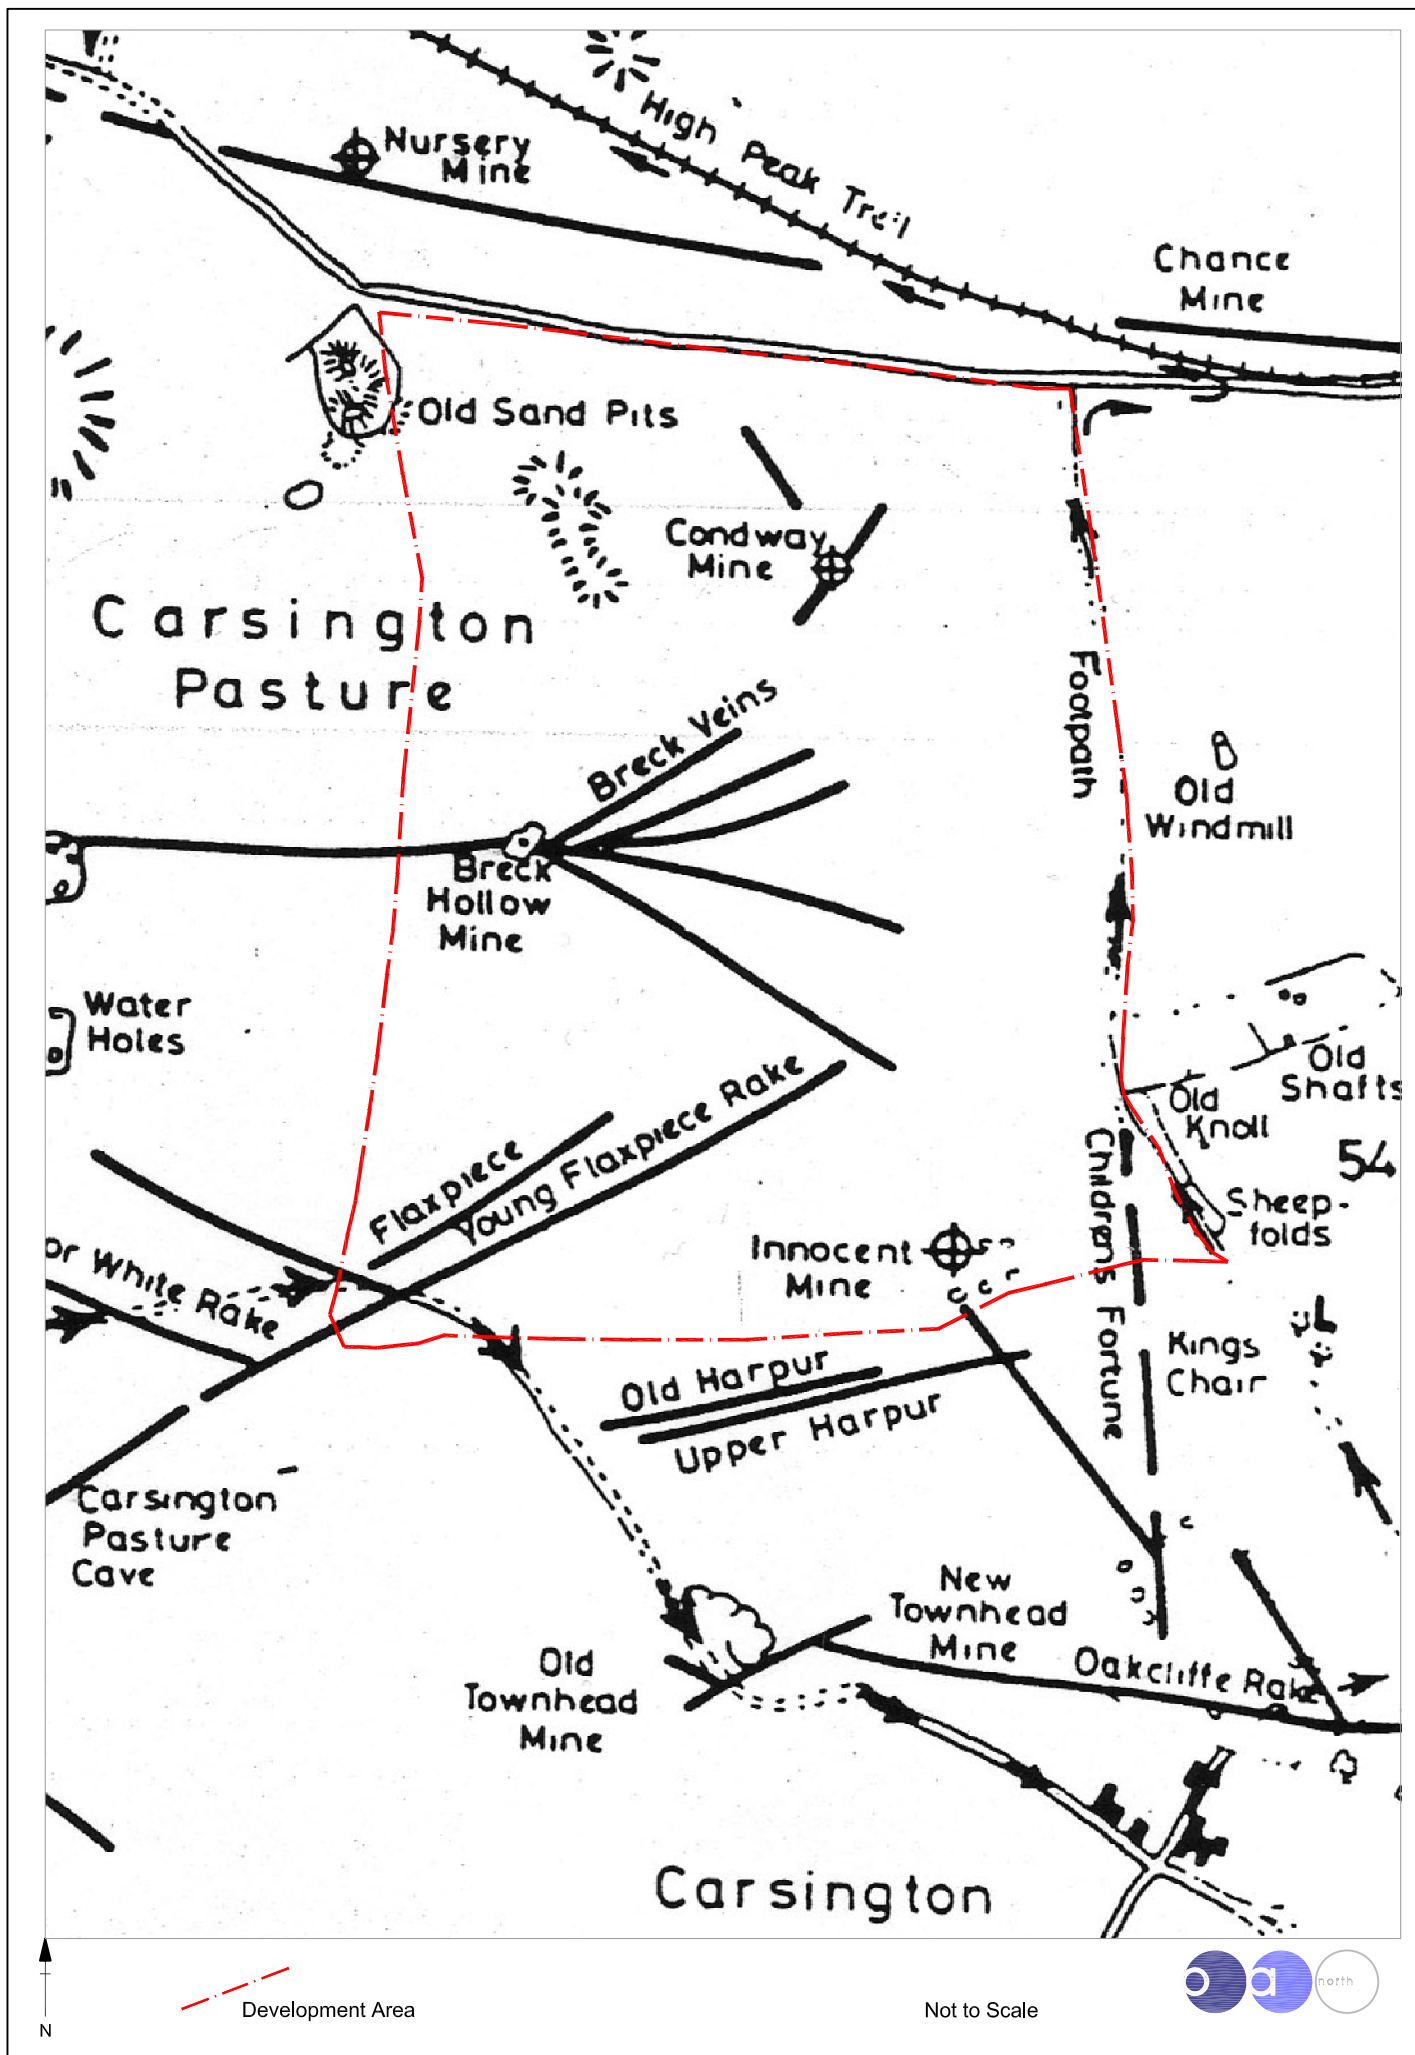 High Peak Trail
Nursery
Mine
Chance
Mine
Old Sand Pits
Condway
Mine
Carsington
Pasture
Footpath
Breck Veins
Old
Windmill
Breck
Hollow
Mine
Water
Holes
Old
Shafts
Old
Knoll
54
Flaxpiece
Young Flaxpiece Rake
Childrens Fortune
Sheep-
folds
or White Rake
Innocent
Mine
Kings
Chair
Old Harpur
Upper Harpur
Carsington
Pasture
Cave
New
Townhead
Mine
Old
Townhead
Mine
Oakcliffe Rake
Carsington
N
Development Area
Not to Scale
oa north